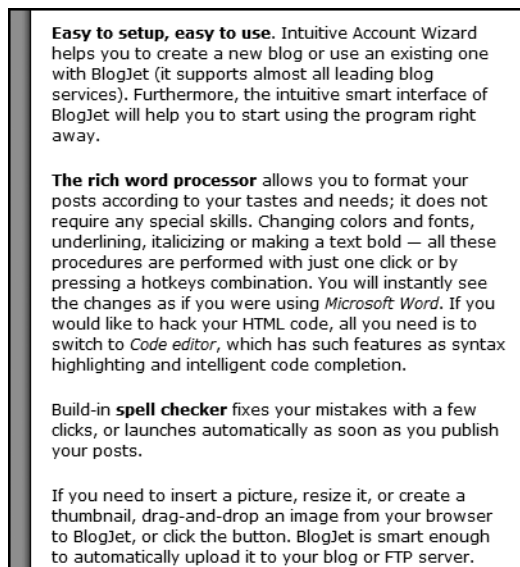 Easy to setup, easy to use. Intuitive Account Wizard
helps you to create a new blog or use an existing one
with BlogJet (it supports almost all leading blog
services). Furthermore, the intuitive smart interface of
BlogJet will help you to start using the program right
away.
The rich word processor allows you to format your
posts according to your tastes and needs; it does not
require any special skills. Changing colors and fonts,
underlining, italicizing or making a text bold — all these
procedures are performed with just one click or by
pressing a hotkeys combination. You will instantly see
the changes as if you were using Microsoft Word. If you
would like to hack your HTML code, all you need is to
switch to Code editor, which has such features as syntax
highlighting and intelligent code completion.
Build-in spell checker fixes your mistakes with a few
clicks, or launches automatically as soon as you publish
your posts.
If you need to insert a picture, resize it, or create a
thumbnail, drag-and-drop an image from your browser
to BlogJet, or click the button. BlogJet is smart enough
to automatically upload it to your blog or FTP server.